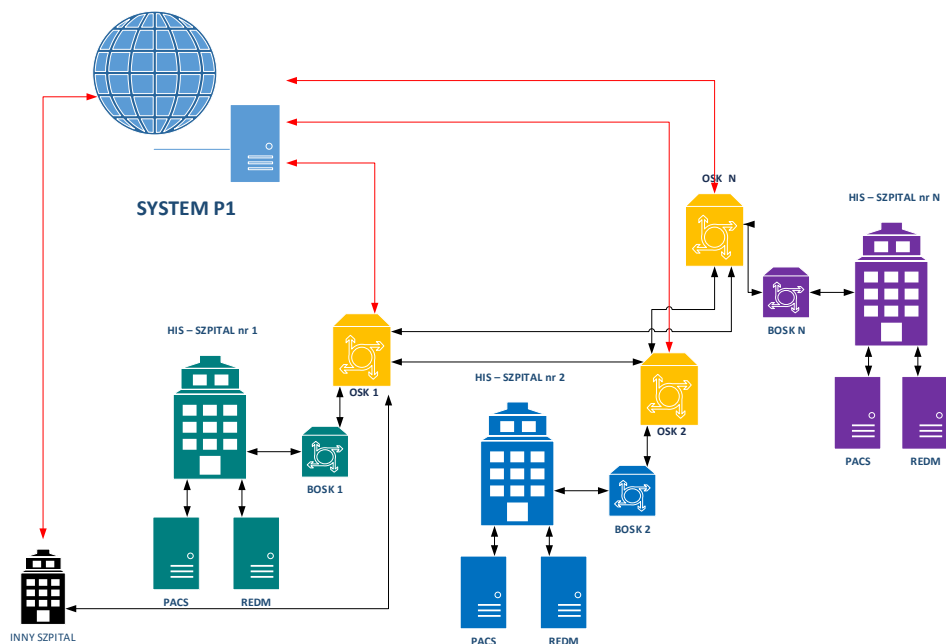 SYSTEM P1
OSK N
HIS – SZPITAL nr N
BOSK N
HIS – SZPITAL nr 1
HIS – SZPITAL nr 2
OSK 1
OSK 2
PACS
REDM
BOSK 1
BOSK 2
PACS
REDM
PACS
REDM
INNY SZPITAL